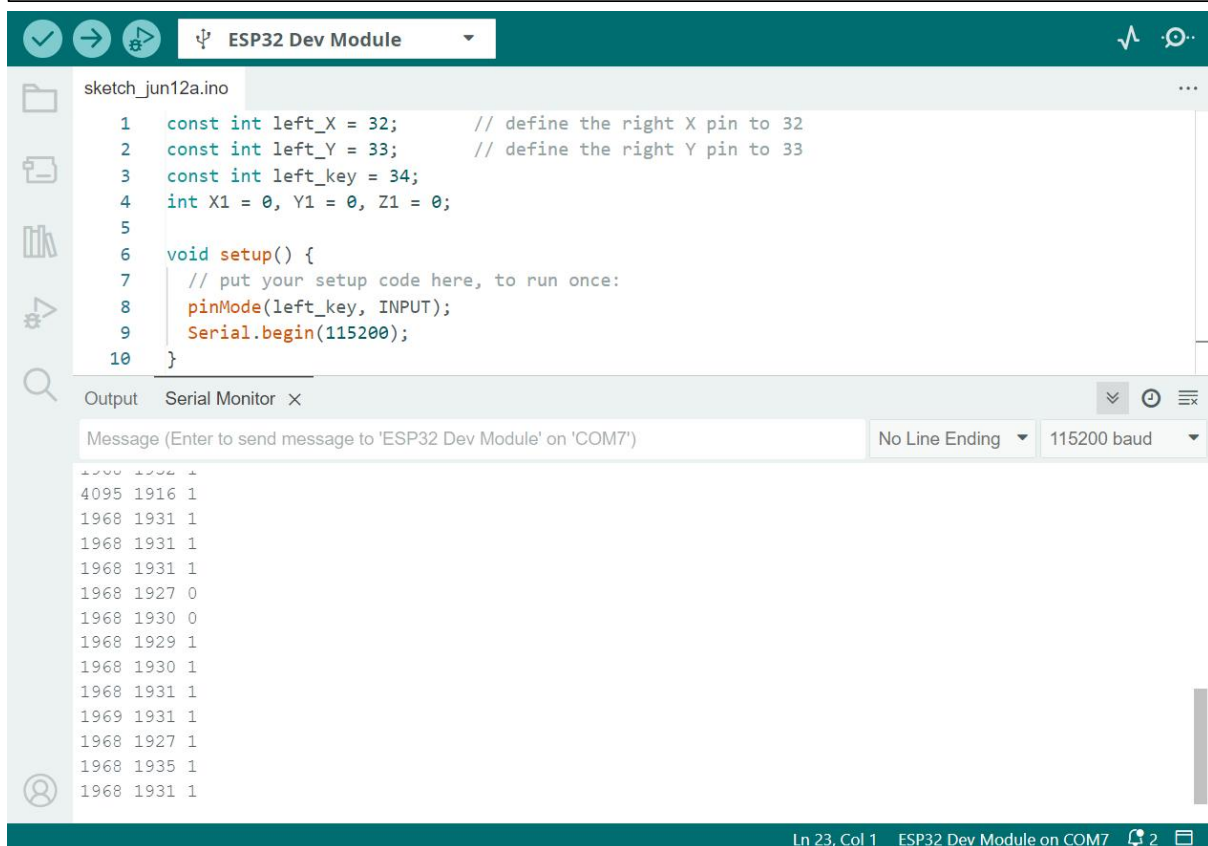 ESP32 Dev Module
sketch_jun12a.ino
1 const int left_X = 32; // define the right X pin to 32
2 const int left_Y = 33; // define the right Y pin to 33
3 const int left_key = 34;
4 int X1 = 0, Y1 = 0, Z1 = 0;
5
6 void setup() {
7 // put your setup code here, to run once:
8 pinMode(left_key, INPUT);
9 Serial.begin(115200);
10 }
Output Serial Monitor ×
Message (Enter to send message to 'ESP32 Dev Module' on 'COM7') No Line Ending 115200 baud
4095 1916 1
1968 1931 1
1968 1931 1
1968 1931 1
1968 1927 0
1968 1930 0
1968 1929 1
1968 1930 1
1968 1931 1
1969 1931 1
1968 1927 1
1968 1935 1
1968 1931 1
Ln 23, Col 1 ESP32 Dev Module on COM7 2